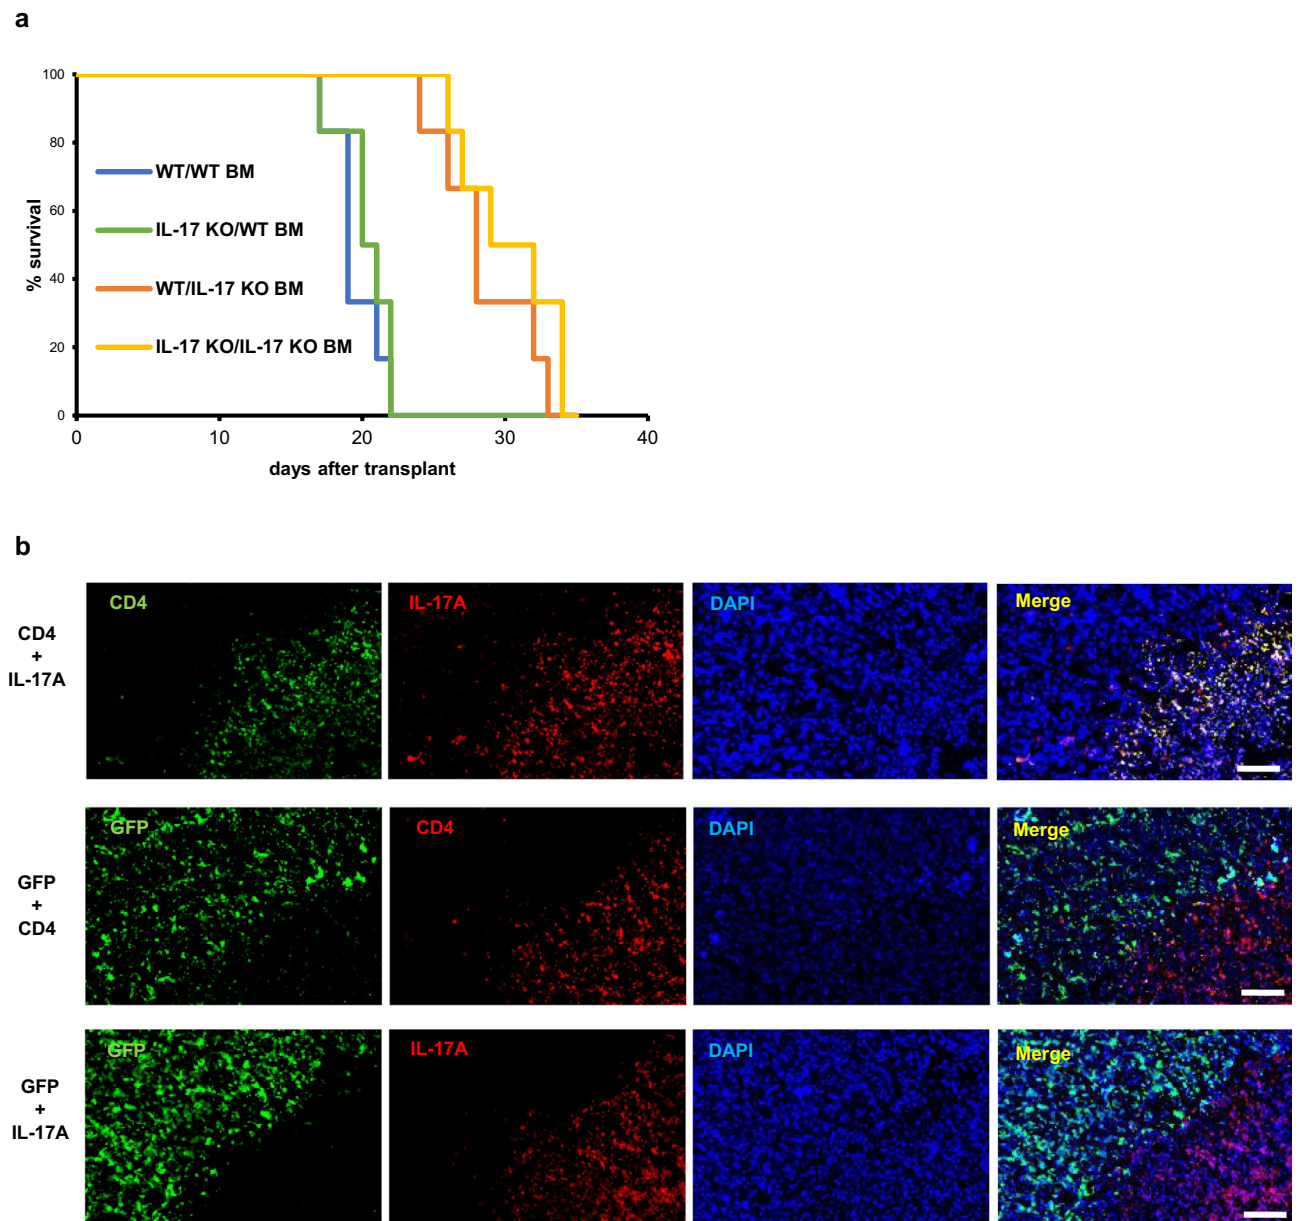 a
100
80
60
40
20
0
% survival
WT/WT BM
IL-17 KO/WT BM
WT/IL-17 KO BM
IL-17 KO/IL-17 KO BM
0 10 20 30 40
days after transplant
b
CD4
+
IL-17A
CD4 IL-17A DAPI Merge
GFP
+
CD4
GFP CD4 DAPI Merge
GFP
+
IL-17A
GFP IL-17A DAPI Merge